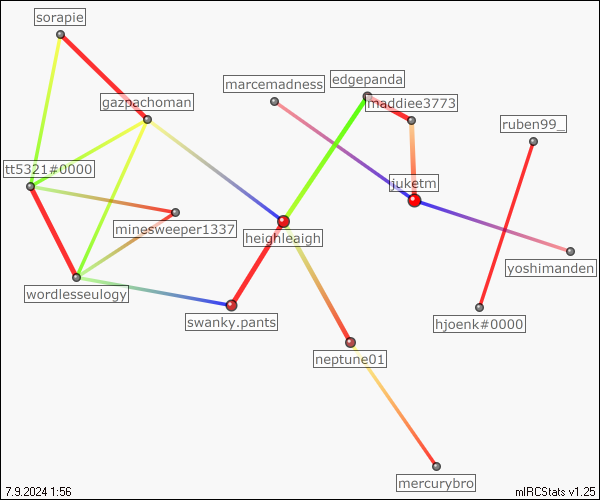 sorapie
edgepanda
marcemadness
gazpachoman
maddiee3773
ruben99_
tt5321#0000
juketm
minesweeper1337
heighleaigh
yoshimanden
wordlesseulogy
swanky.pants
hjoenk#0000
neptune01
mercurybro
7.9.2024 1:56
mIRCStats v1.25